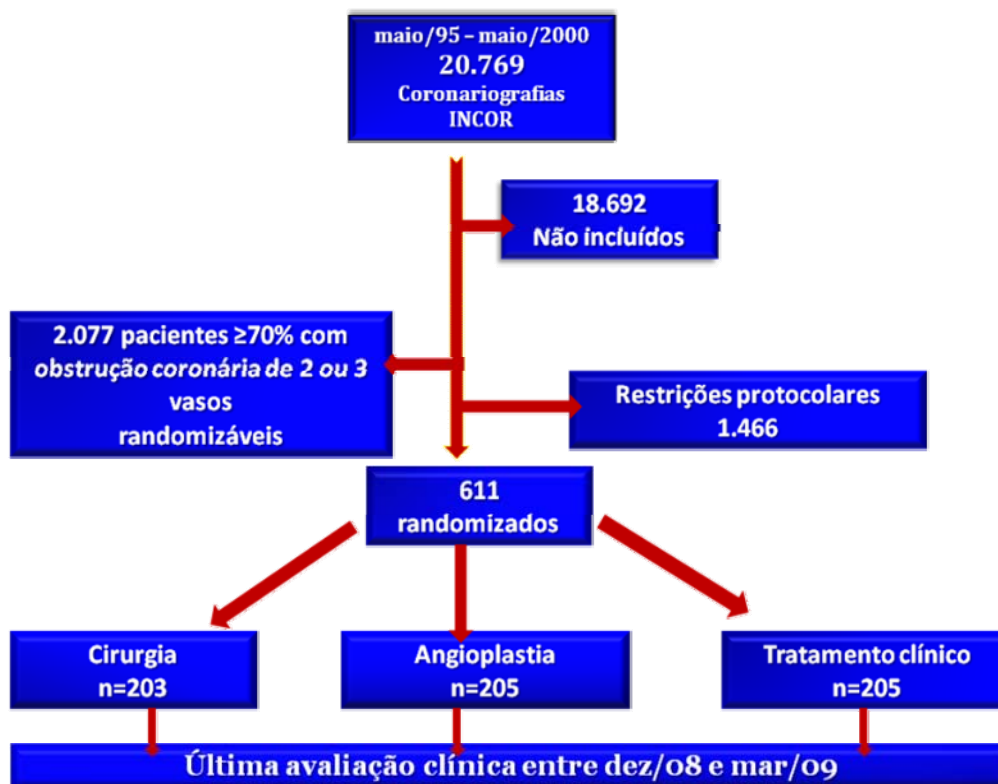 maio/95 – maio/2000
20.769
Coronariografias
INCOR
18.692
Não incluídos
2.077 pacientes ≥70% com
obstrução coronária de 2 ou 3
vasos
randomizáveis
Restrições protocolares
1.466
611
randomizados
Cirurgia
n=203
Angioplastia
n=205
Tratamento clínico
n=205
Última avaliação clínica entre dez/08 e mar/09